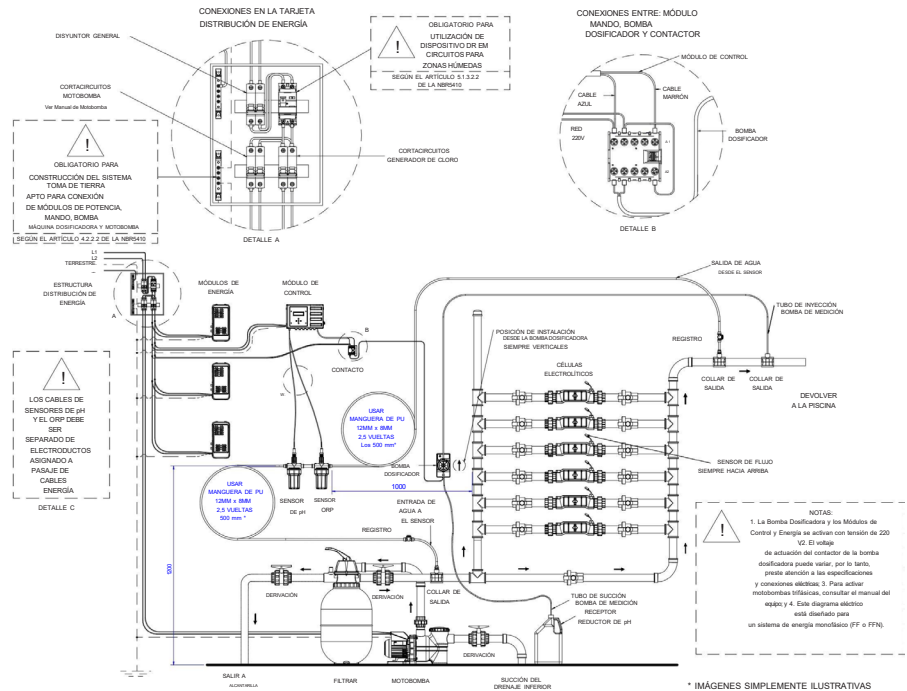 CONEXIONES EN LA TARJETA
DISTRIBUCIÓN DE ENERGÍA
DISYUNTOR GENERAL
CORTACIRCUITOS
MOTOBOMBA
Ver Manual de Motobomba
!
OBLIGATORIO PARA
UTILIZACIÓN DE
DISPOSITIVO DR EM
CIRCUITOS PARA
ZONAS HÚMEDAS
SEGÚN EL ARTÍCULO 5.1.3.2.2
DE LA NBR5410
!
OBLIGATORIO PARA
CONSTRUCCIÓN DEL SISTEMA
TOMA DE TIERRA
APTO PARA CONEXIÓN
DE MÓDULOS DE POTENCIA,
MANDO, BOMBA
MÁQUINA DOSIFICADORA Y MOTOBOMBA
SEGÚN EL ARTÍCULO 4.2.2.2 DE LA NBR5410
CORTACIRCUITOS
GENERADOR DE CLORO
DETALLE A
CONEXIONES ENTRE: MÓDULO
MANDO, BOMBA
DOSIFICADOR Y CONTACTOR
MÓDULO DE CONTROL
CABLE
AZUL
CABLE
MARRÓN
RED
220V
A1
A2
BOMBA
DOSIFICADOR
DETALLE B
L1
L2
TERRESTRE.
ESTRUCTURA
DISTRIBUCIÓN DE
ENERGÍA
A
MÓDULOS DE
ENERGÍA
MÓDULO DE
CONTROL
B
CONTACTO
POSICIÓN DE INSTALACIÓN
DESDE LA BOMBA DOSIFICADORA
SIEMPRE VERTICALES
SALIDA DE AGUA
DESDE EL SENSOR
TUBO DE INYECCIÓN
BOMBA DE MEDICIÓN
REGISTRO
CÉLULAS
ELECTROLÍTICOS
COLLAR DE
SALIDA
COLLAR DE
SALIDA
DEVOLVER
A LA PISCINA
!
LOS CABLES DE
SENSORES DE pH
Y EL ORP DEBE
SER
SEPARADO DE
ELECTRODUCTOS
ASIGNADO A
PASAJE DE
CABLES
ENERGÍA
DETALLE C
USAR
MANGUERA DE PU
12MM x 8MM
2,5 VUELTAS
Los 500 mm*
USAR
MANGUERA DE PU
12MM x 8MM
2,5 VUELTAS
500 mm *
SENSOR
DE pH
SENSOR
ORP
BOMBA
DOSIFICADOR
1000
ENTRADA DE
AGUA A
EL SENSOR
REGISTRO
SENSOR DE FLUJO
SIEMPRE HACIA ARRIBA
1200
DERIVACIÓN
DERIVACIÓN
COLLAR DE
SALIDA
TUBO DE SUCCIÓN
BOMBA DE MEDICIÓN
RECEPTOR
REDUCTOR DE pH
DERIVACIÓN
SALIR A
ALCANTARILLA
FILTRAR
MOTOBOMBA
SUCCIÓN DEL
DRENAJE INFERIOR
!
NOTAS:
1. La Bomba Dosificadora y los Módulos de
Control y Energía se activan con tensión de 220
V2. El voltaje
de actuación del contactor de la bomba
dosificadora puede variar, por lo tanto,
preste atención a las especificaciones
y conexiones eléctricas; 3. Para activar
motobombas trifásicas, consultar el manual del
equipo; y 4. Este diagrama eléctrico
está diseñado para
un sistema de energía monofásico (FF o FFN).
* IMÁGENES SIMPLEMENTE ILUSTRATIVAS